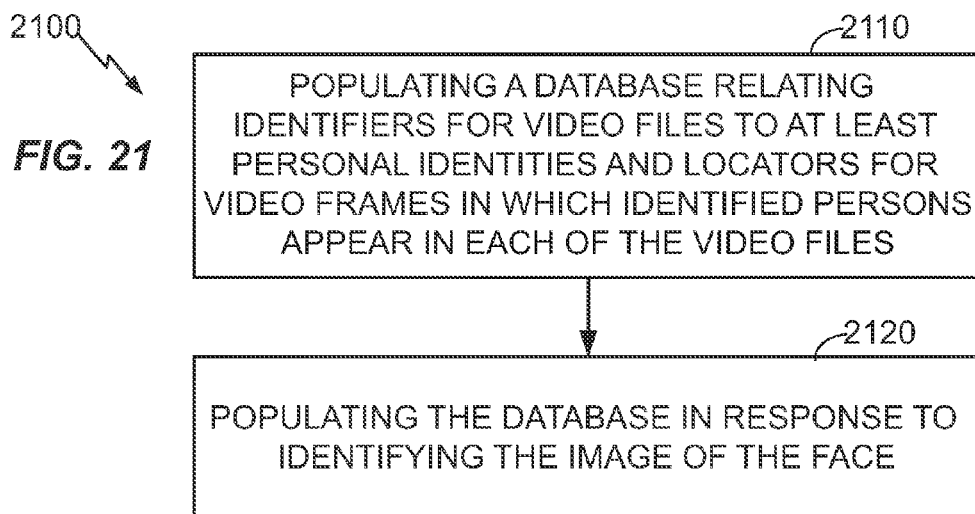 2100
FIG. 21
2110
POPULATING A DATABASE RELATING
IDENTIFIERS FOR VIDEO FILES TO AT LEAST
PERSONAL IDENTITIES AND LOCATORS FOR
VIDEO FRAMES IN WHICH IDENTIFIED PERSONS
APPEAR IN EACH OF THE VIDEO FILES
2120
POPULATING THE DATABASE IN RESPONSE TO
IDENTIFYING THE IMAGE OF THE FACE